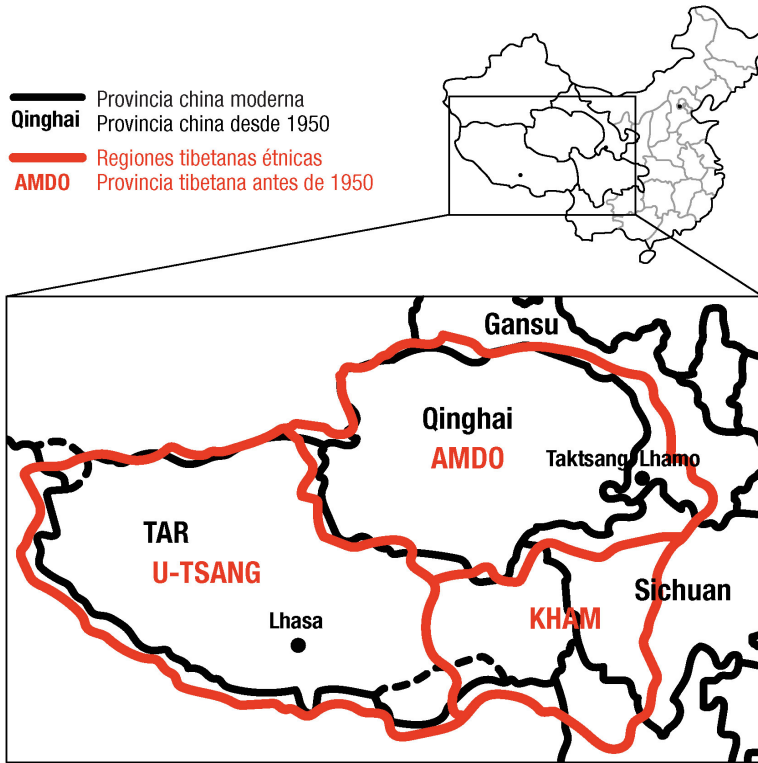 Provincia china moderna
Qinghai Provincia china desde 1950
Regiones tibetanas étnicas
AMDO Provincia tibetana antes de 1950
Gansu
Qinghai
AMDO
Taktsang Lhamo
TAR
U-TSANG
Sichuan
KHAM
Lhasa